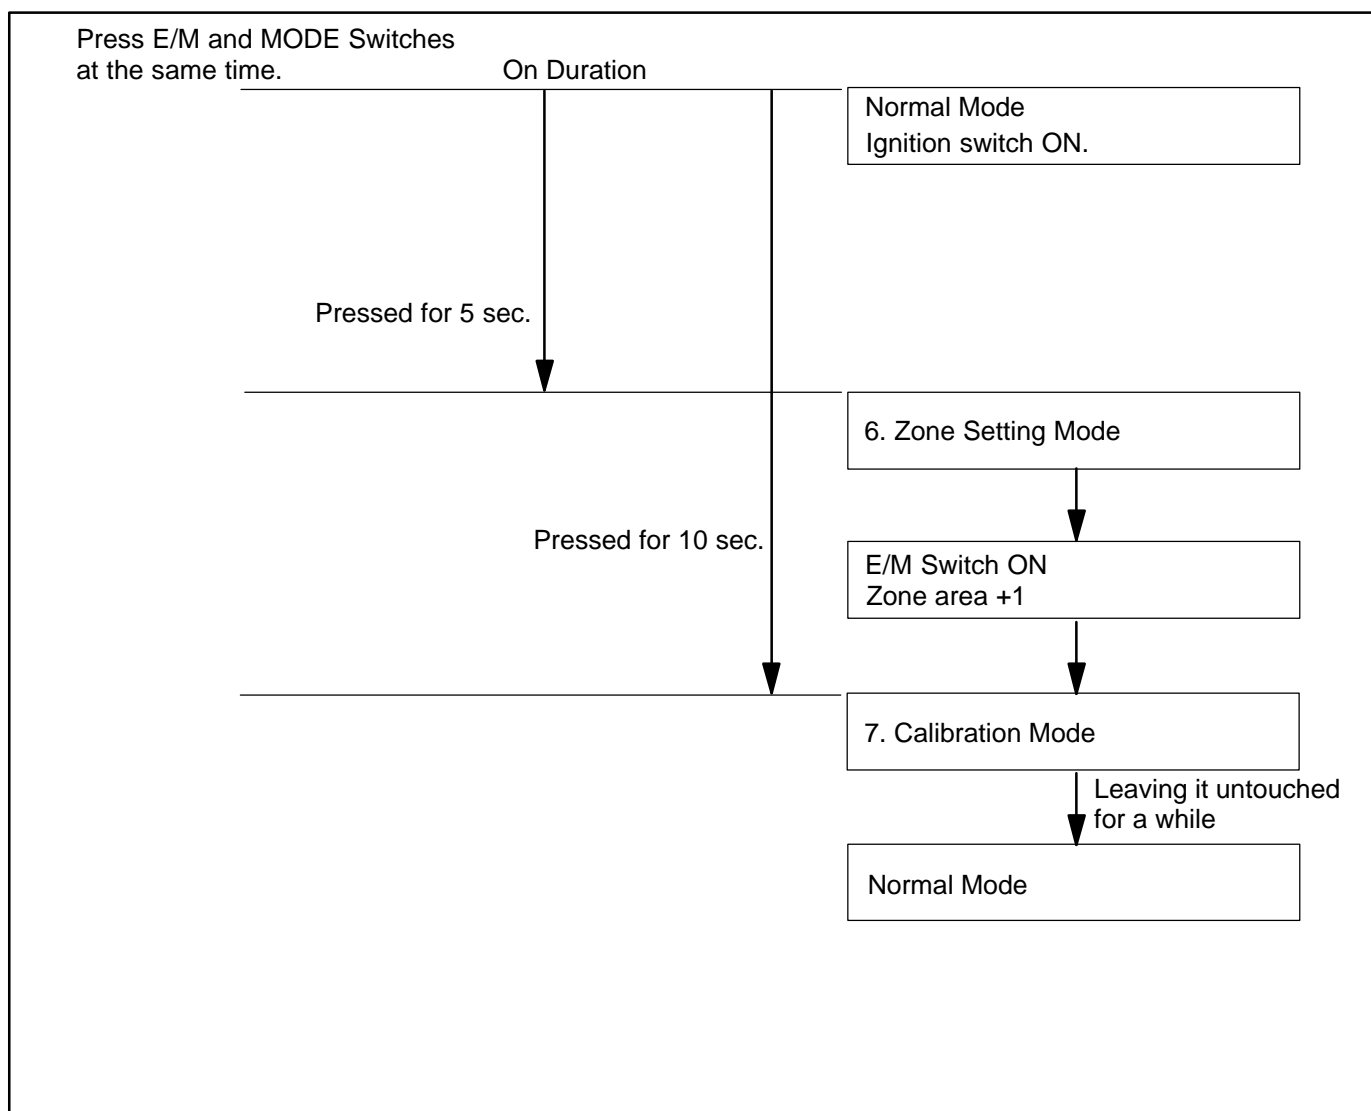 Press E/M and MODE Switches
at the same time.
On Duration
Normal Mode
Ignition switch ON.
Pressed for 5 sec.
6. Zone Setting Mode
Pressed for 10 sec.
E/M Switch ON
Zone area +1
7. Calibration Mode
Leaving it untouched
for a while
Normal Mode